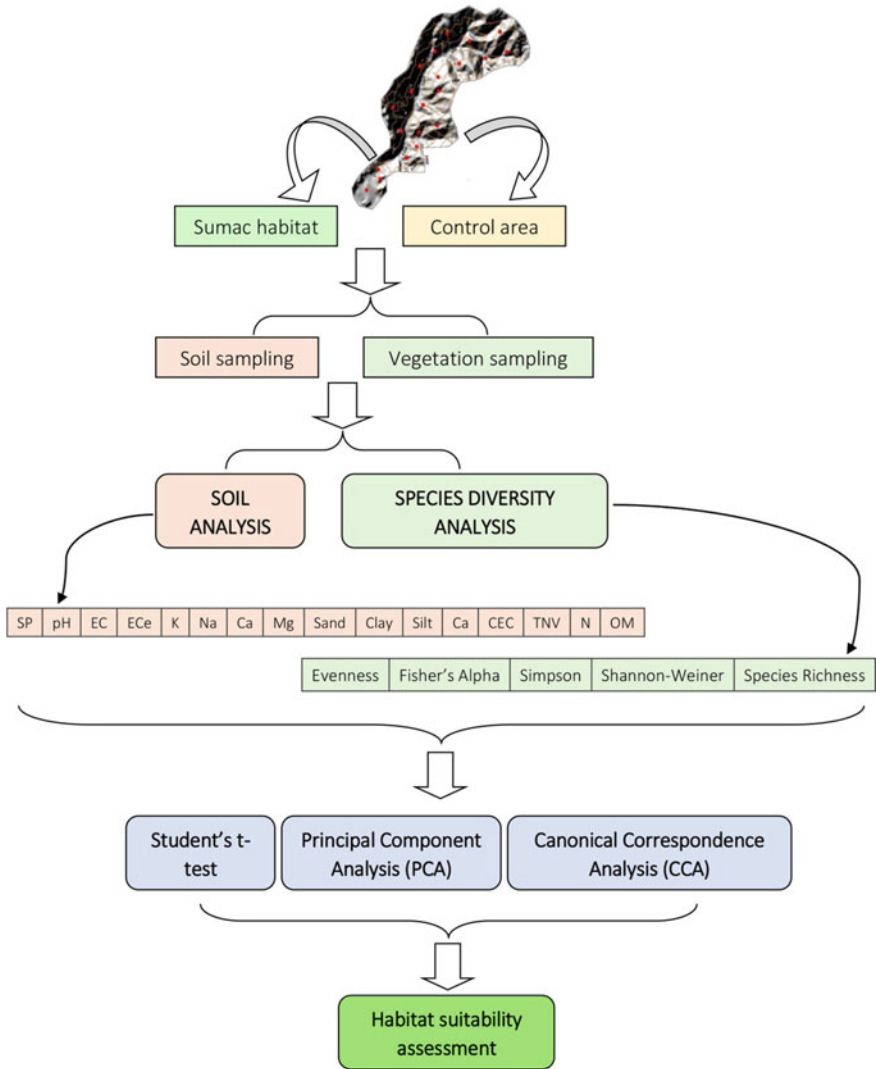 Sumac habitat
Control area
Soil sampling
Vegetation sampling
SOIL
ANALYSIS
SPECIES DIVERSITY
ANALYSIS
SP pH EC ECe K Na Ca Mg Sand Clay Silt Ca CEC TNV N OM
Evenness Fisher's Alpha Simpson Shannon-Weiner Species Richness
Student's t-
test
Principal Component
Analysis (PCA)
Canonical Correspondence
Analysis (CCA)
Habitat suitability
assessment